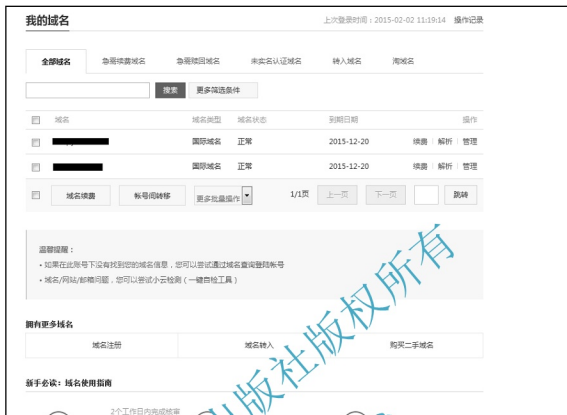 我的域名 上次登录时间：2015-02-02 11:19:14 操作记录
全部域名 急需续费域名 急需赎回域名 未实名认证域名 转入域名 淘域名
搜索 更多筛选条件
域名 域名类型 域名状态 到期日期 操作
国际域名 正常 2015-12-20 续费 | 解析 | 管理
国际域名 正常 2015-12-20 续费 | 解析 | 管理
域名续费 帐号间转移 更多批量操作 1/1页 上一页 下一页 跳转
温馨提醒：
• 如果在此账号下没有找到您的域名信息，您可以尝试通过域名查询登陆帐号
• 域名/网站/邮箱问题，您可以尝试小云检测（一键自检工具）
拥有更多域名
域名注册 域名转入 购买二手域名
新手必读：域名使用指南
2个工作日内完成核审
版社版权所有